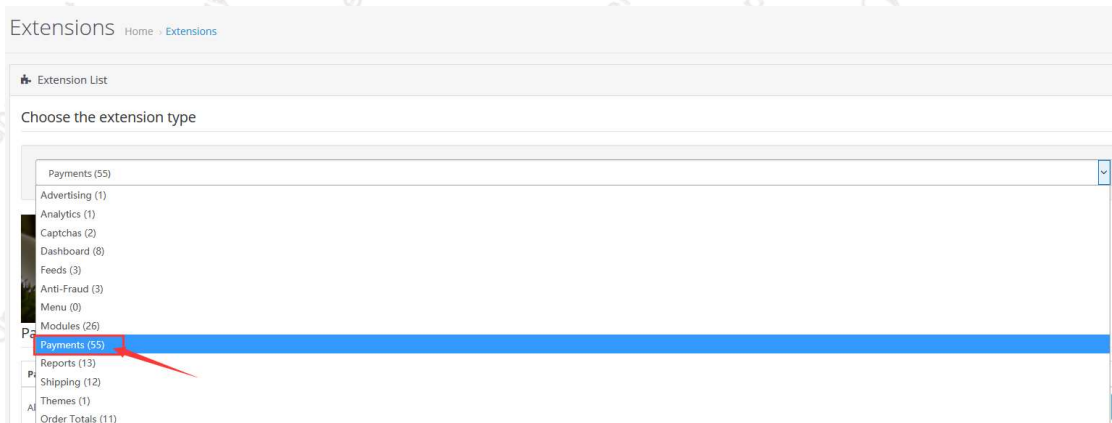 Extensions Home › Extensions
Extension List
Choose the extension type
Payments (55)
Advertising (1)
Analytics (1)
Captchas (2)
Dashboard (8)
Feeds (3)
Anti-Fraud (3)
Menu (0)
Modules (26)
Payments (55)
Reports (13)
Shipping (12)
Themes (1)
Order Totals (11)